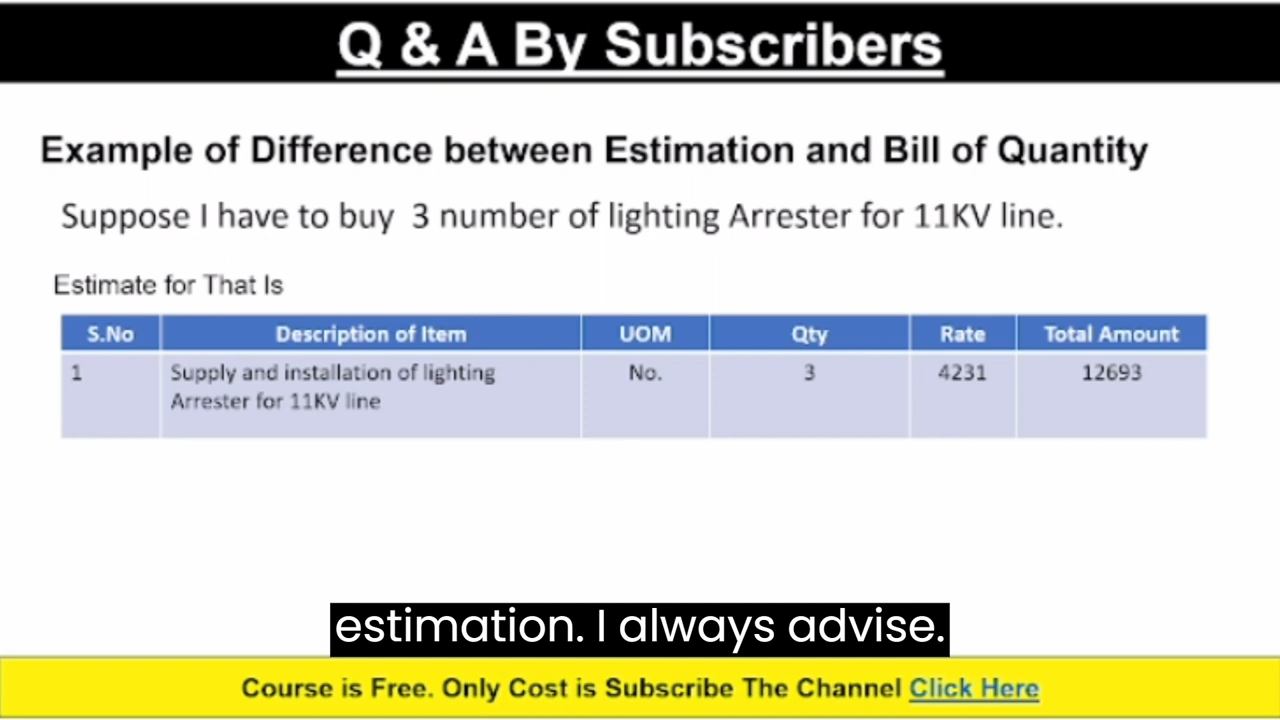 Q & A By Subscribers
Example of Difference between Estimation and Bill of Quantity
Suppose I have to buy 3 number of lighting Arrester for 11KV line.
Estimate for That Is
S.No Description of Item UOM Qty Rate Total Amount
1 Supply and installation of lighting No. 3 4231 12693
Arrester for 11KV line
estimation. I always advise.
Course is Free. Only Cost is Subscribe The Channel Click Here